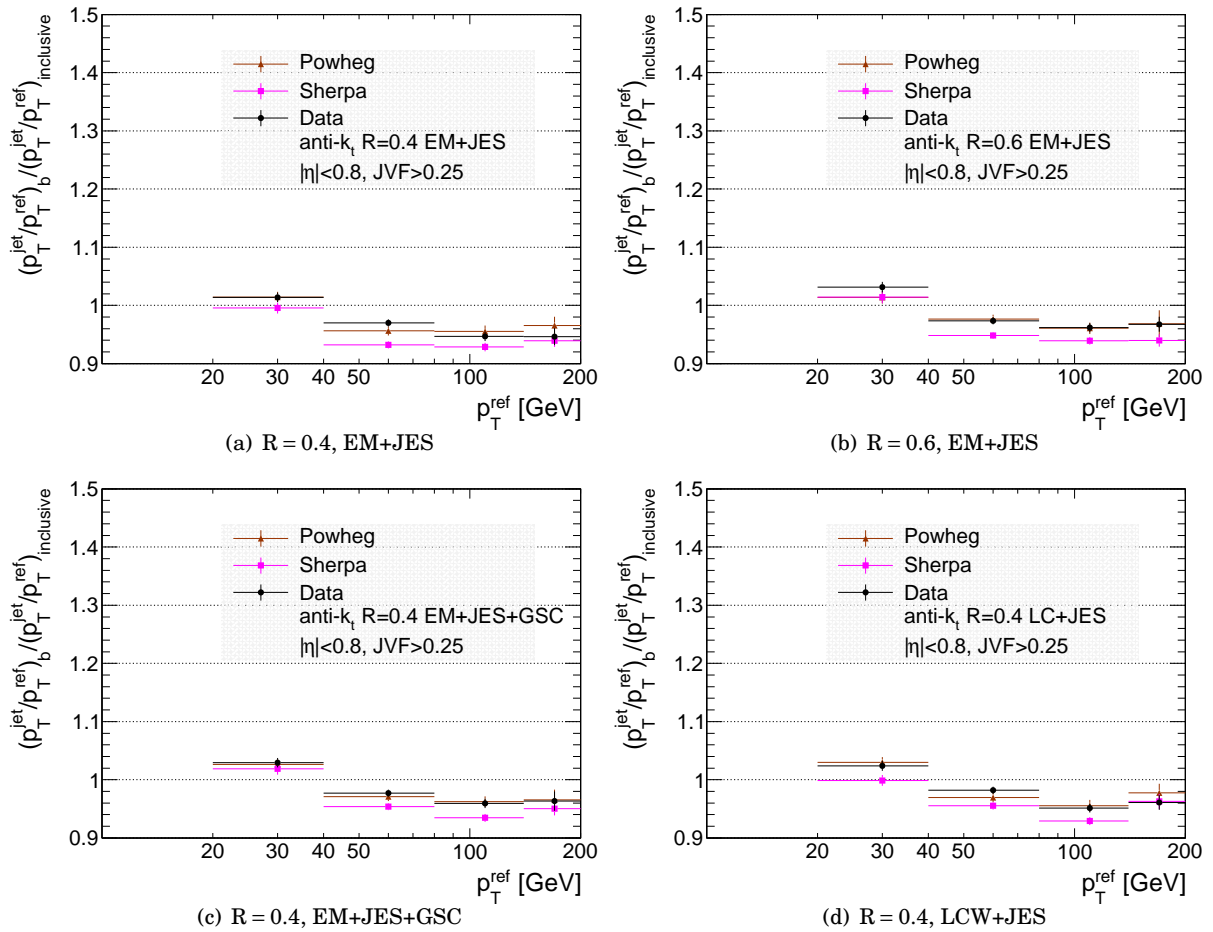 1.5
1.4
1.3
1.2
1.1
1
0.9
(p_T^jet/p_T^ref)_b/(p_T^jet/p_T^ref)_inclusive
Powheg
Sherpa
Data
anti-k_t R=0.4 EM+JES
|η|<0.8, JVF>0.25
20 30 40 50 100 200
p_T^ref [GeV]
(a) R = 0.4, EM+JES
1.5
1.4
1.3
1.2
1.1
1
0.9
(p_T^jet/p_T^ref)_b/(p_T^jet/p_T^ref)_inclusive
Powheg
Sherpa
Data
anti-k_t R=0.6 EM+JES
|η|<0.8, JVF>0.25
20 30 40 50 100 200
p_T^ref [GeV]
(b) R = 0.6, EM+JES
1.5
1.4
1.3
1.2
1.1
1
0.9
(p_T^jet/p_T^ref)_b/(p_T^jet/p_T^ref)_inclusive
Powheg
Sherpa
Data
anti-k_t R=0.4 EM+JES+GSC
|η|<0.8, JVF>0.25
20 30 40 50 100 200
p_T^ref [GeV]
(c) R = 0.4, EM+JES+GSC
1.5
1.4
1.3
1.2
1.1
1
0.9
(p_T^jet/p_T^ref)_b/(p_T^jet/p_T^ref)_inclusive
Powheg
Sherpa
Data
anti-k_t R=0.4 LC+JES
|η|<0.8, JVF>0.25
20 30 40 50 100 200
p_T^ref [GeV]
(d) R = 0.4, LCW+JES